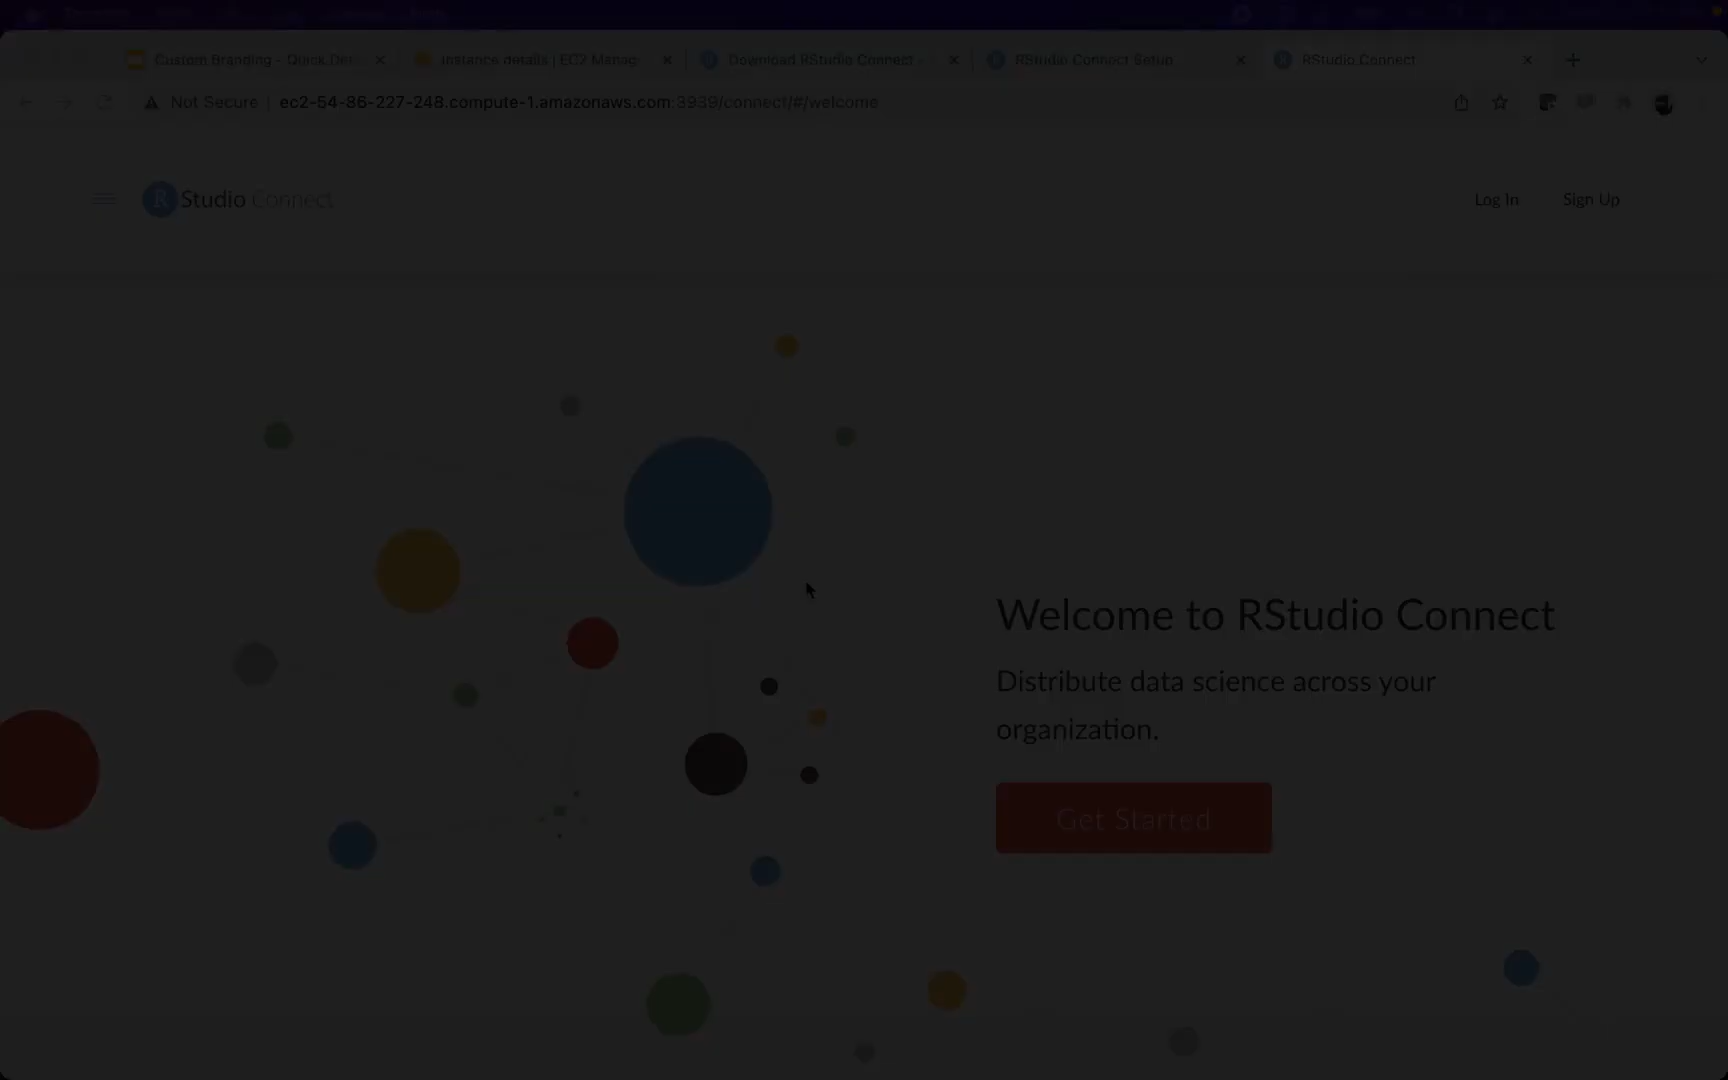 Custom Branding - Quick Der
Instance details | EC2 Manag
Download RStudio Connect -
RStudio Connect Setup
RStudio Connect
Not Secure | ec2-54-86-227-248.compute-1.amazonaws.com:3939/connect/#/welcome
R Studio Connect
Log In
Sign Up
Welcome to RStudio Connect
Distribute data science across your
organization.
Get Started